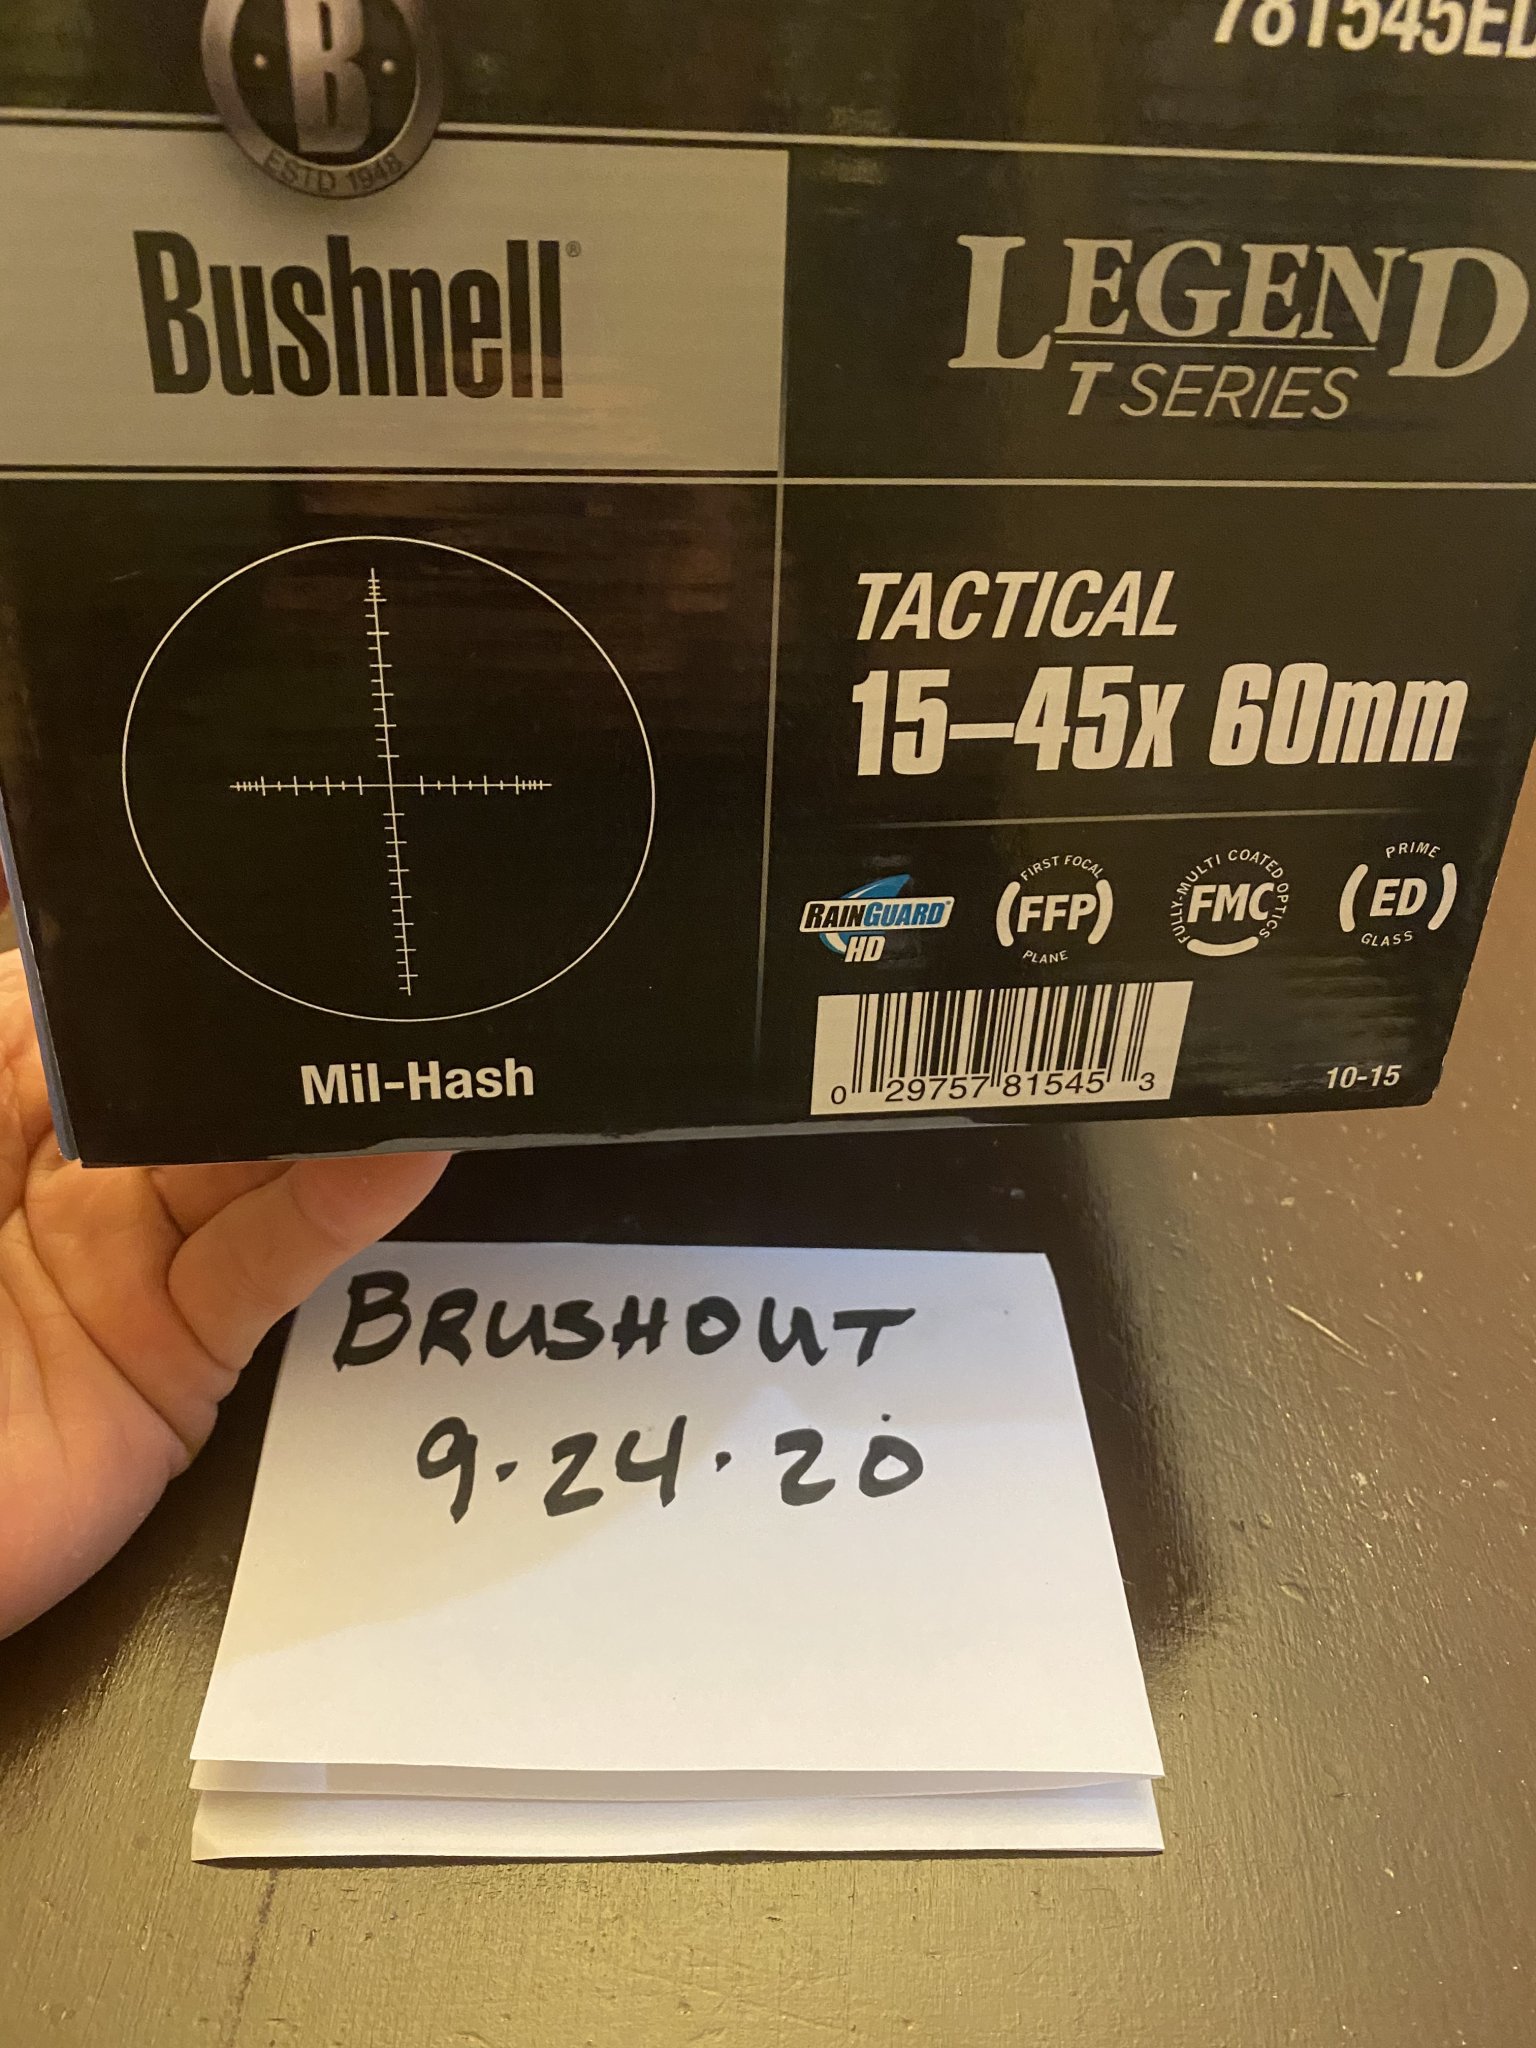 781545ED
B
ESTD 1948
Bushnell®
LEGEND
T SERIES
TACTICAL
15–45x 60mm
RAINGUARD®
HD
FIRST FOCAL
(FFP)
PLANE
FULLY-MULTI COATED OPTICS
FMC
PRIME
(ED)
GLASS
Mil-Hash
0 29757 81545 3
10-15
BRUSHOUT
9.24.20